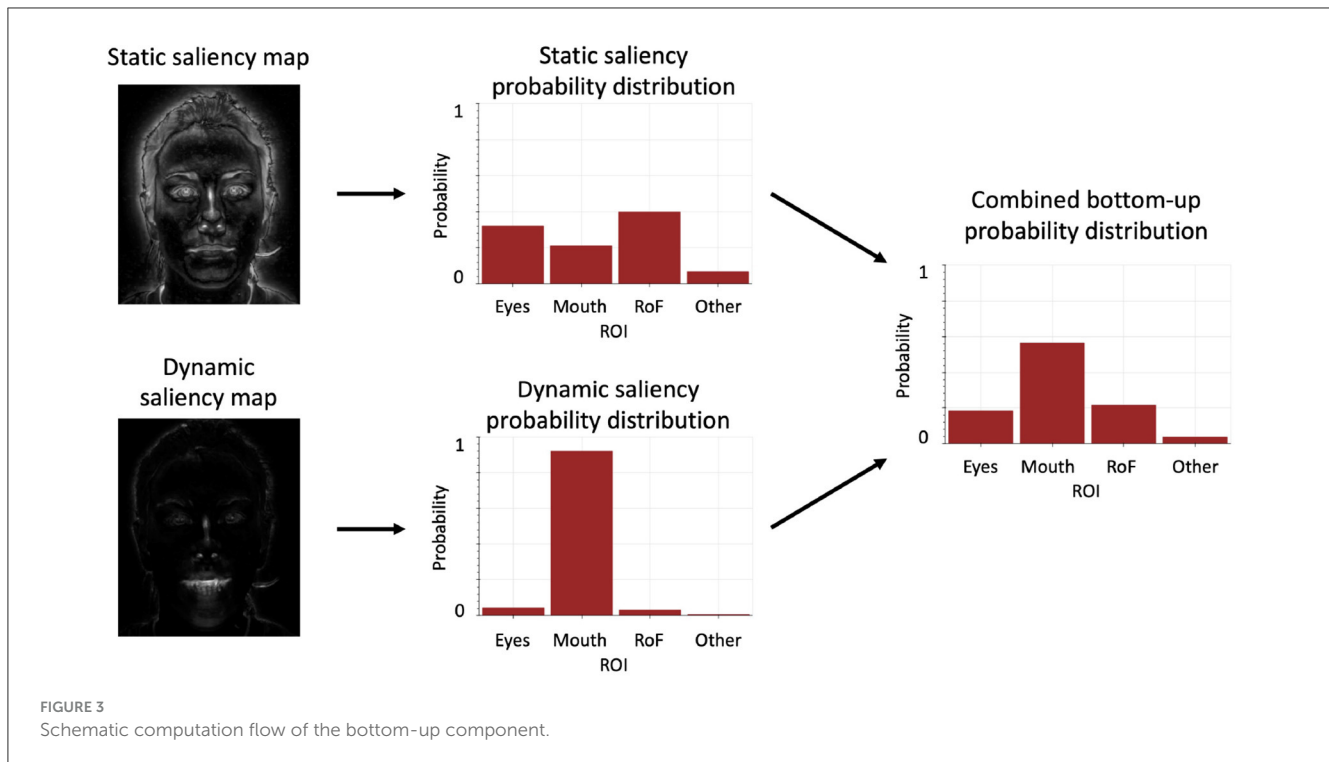 Static saliency map
Static saliency
probability distribution
1
Probability
0
Eyes Mouth RoF Other
ROI
Dynamic
saliency map
Dynamic saliency
probability distribution
1
Probability
0
Eyes Mouth RoF Other
ROI
Combined bottom-up
probability distribution
1
Probability
0
Eyes Mouth RoF Other
ROI
FIGURE 3
Schematic computation flow of the bottom-up component.